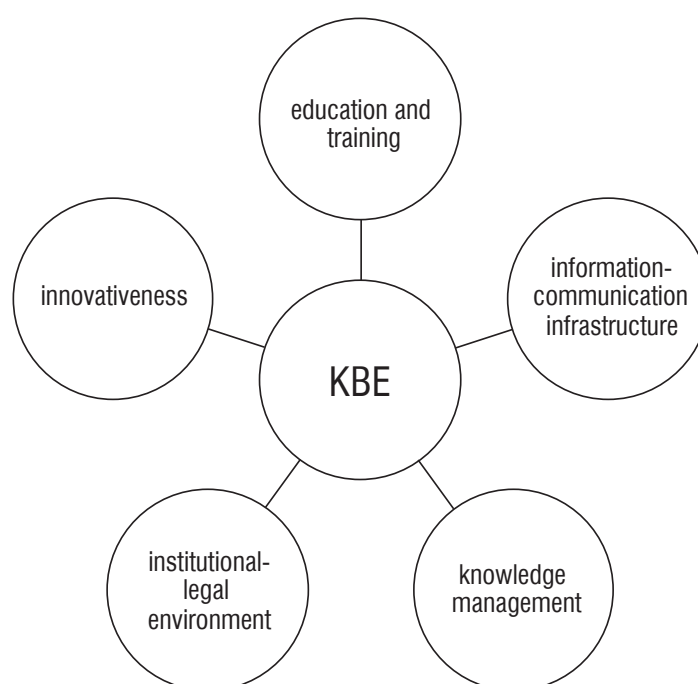 education and
training
innovativeness
information-
communication
infrastructure
KBE
institutional-
legal
environment
knowledge
management